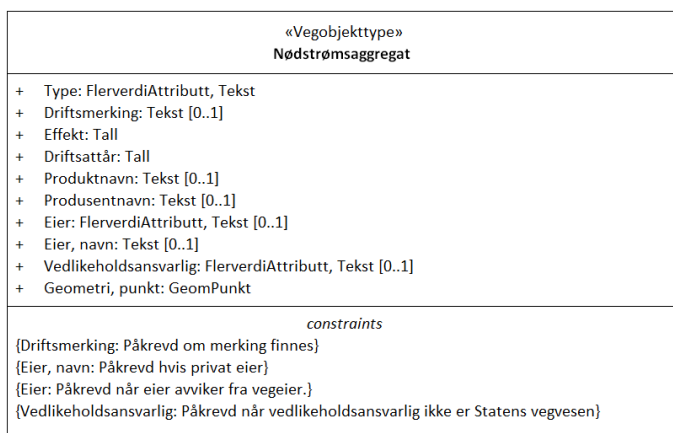 «Vegobjekttype»
Nødstrømsaggregat
+ Type: FlerverdiAttributt, Tekst
+ Driftsmerking: Tekst [0..1]
+ Effekt: Tall
+ Driftsattår: Tall
+ Produktnavn: Tekst [0..1]
+ Produsentnavn: Tekst [0..1]
+ Eier: FlerverdiAttributt, Tekst [0..1]
+ Eier, navn: Tekst [0..1]
+ Vedlikeholdsansvarlig: FlerverdiAttributt, Tekst [0..1]
+ Geometri, punkt: GeomPunkt
constraints
{Driftsmerking: Påkrevd om merking finnes}
{Eier, navn: Påkrevd hvis privat eier}
{Eier: Påkrevd når eier avviker fra vegeier.}
{Vedlikeholdsansvarlig: Påkrevd når vedlikeholdsansvarlig ikke er Statens vegvesen}